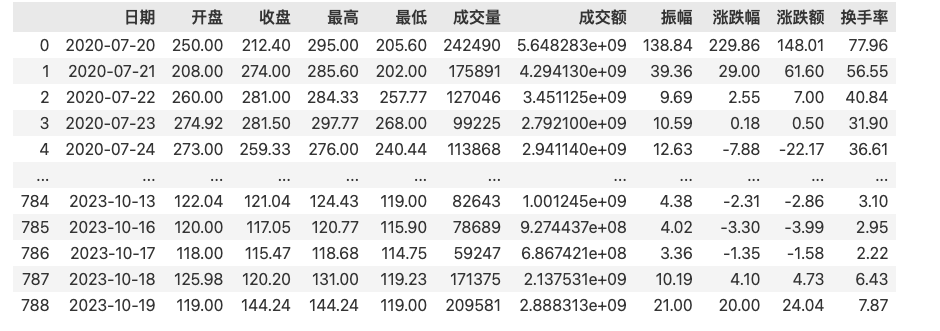 日期 开盘 收盘 最高 最低 成交量 成交额 振幅 涨跌幅 涨跌额 换手率
0 2020-07-20 250.00 212.40 295.00 205.60 242490 5.648283e+09 138.84 229.86 148.01 77.96
1 2020-07-21 208.00 274.00 285.60 202.00 175891 4.294130e+09 39.36 29.00 61.60 56.55
2 2020-07-22 260.00 281.00 284.33 257.77 127046 3.451125e+09 9.69 2.55 7.00 40.84
3 2020-07-23 274.92 281.50 297.77 268.00 99225 2.792100e+09 10.59 0.18 0.50 31.90
4 2020-07-24 273.00 259.33 276.00 240.44 113868 2.941140e+09 12.63 -7.88 -22.17 36.61
... ... ... ... ... ... ... ... ... ... ... ...
784 2023-10-13 122.04 121.04 124.43 119.00 82643 1.001245e+09 4.38 -2.31 -2.86 3.10
785 2023-10-16 120.00 117.05 120.77 115.90 78689 9.274437e+08 4.02 -3.30 -3.99 2.95
786 2023-10-17 118.00 115.47 118.68 114.75 59247 6.867421e+08 3.36 -1.35 -1.58 2.22
787 2023-10-18 125.98 120.20 131.00 119.23 171375 2.137531e+09 10.19 4.10 4.73 6.43
788 2023-10-19 119.00 144.24 144.24 119.00 209581 2.888313e+09 21.00 20.00 24.04 7.87